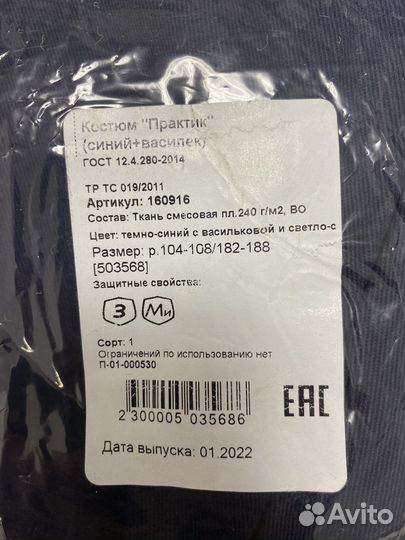 Костюм "Практик"
(синий+василек)
ГОСТ 12.4.280-2014
ТР ТС 019/2011
Артикул: 160916
Состав: Ткань смесовая пл.240 г/м2, ВО
Цвет: темно-синий с васильковой и светло-с
Размер: р.104-108/182-188
[503568]
Защитные свойства:
З Ми
Сорт: 1
Ограничений по использованию нет
П-01-000530
2 300005 035686
EAC
Дата выпуска: 01.2022
Avito